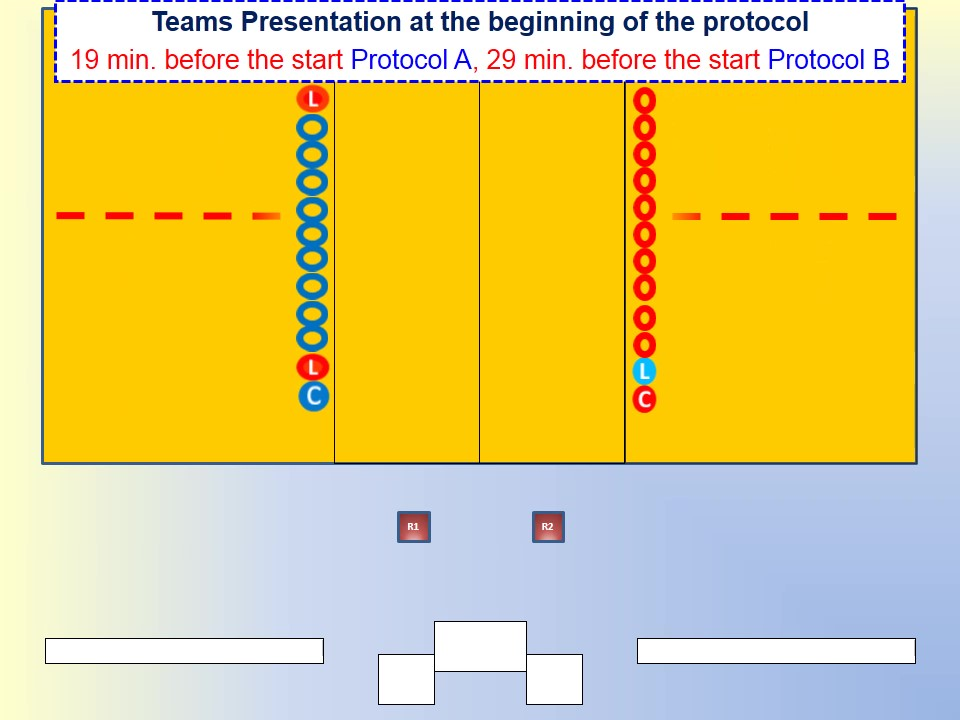 Teams Presentation at the beginning of the protocol
19 min. before the start Protocol A, 29 min. before the start Protocol B
L
L
L
C
C
R1 R2